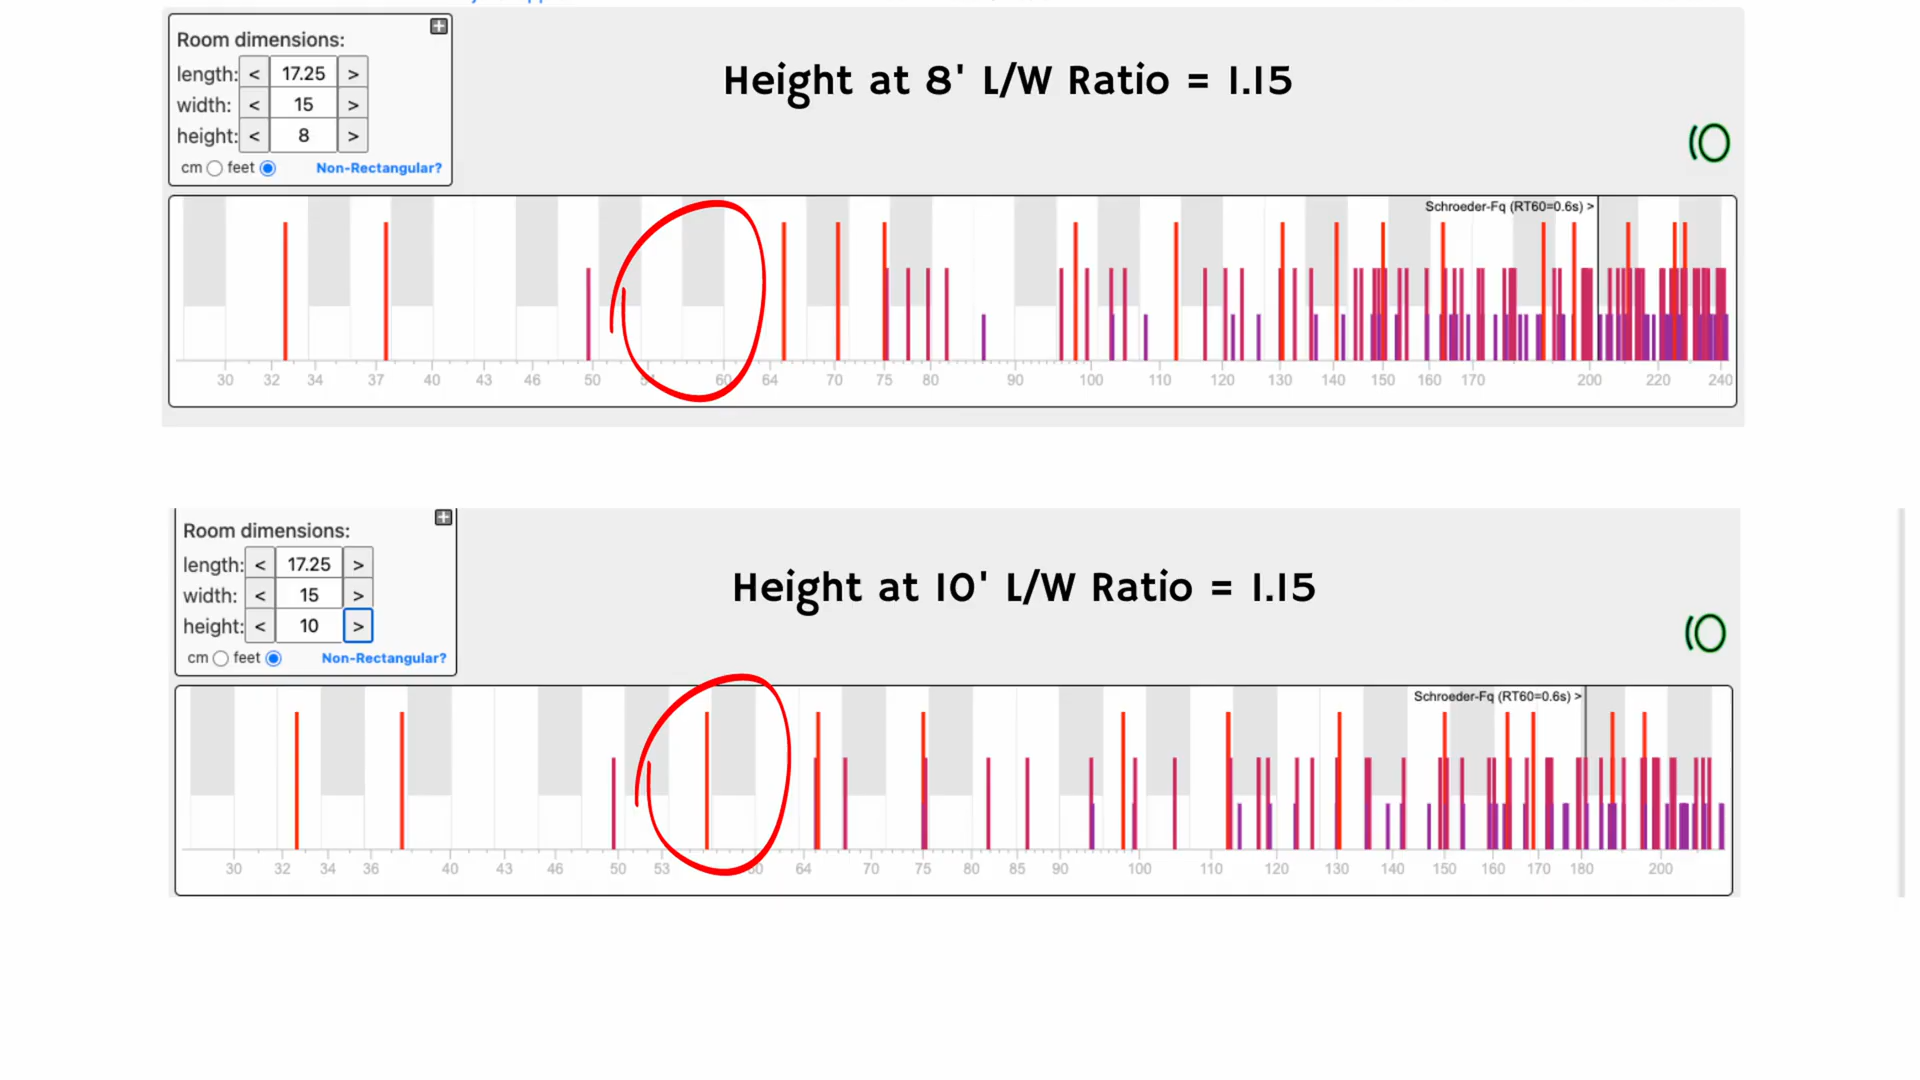 Room dimensions:
length: < 17.25 >
width: < 15 >
height: < 8 >
cm feet Non-Rectangular?
Height at 8' L/W Ratio = 1.15
Schroeder-Fq (RT60=0.6s) >
30 32 34 37 40 43 46 50 60 64 70 75 80 90 100 110 120 130 140 150 160 170 200 220 240
Room dimensions:
length: < 17.25 >
width: < 15 >
height: < 10 >
cm feet Non-Rectangular?
Height at 10' L/W Ratio = 1.15
Schroeder-Fq (RT60=0.6s) >
30 32 34 36 40 43 46 50 53 60 64 70 75 80 85 90 100 110 120 130 140 150 160 170 180 200